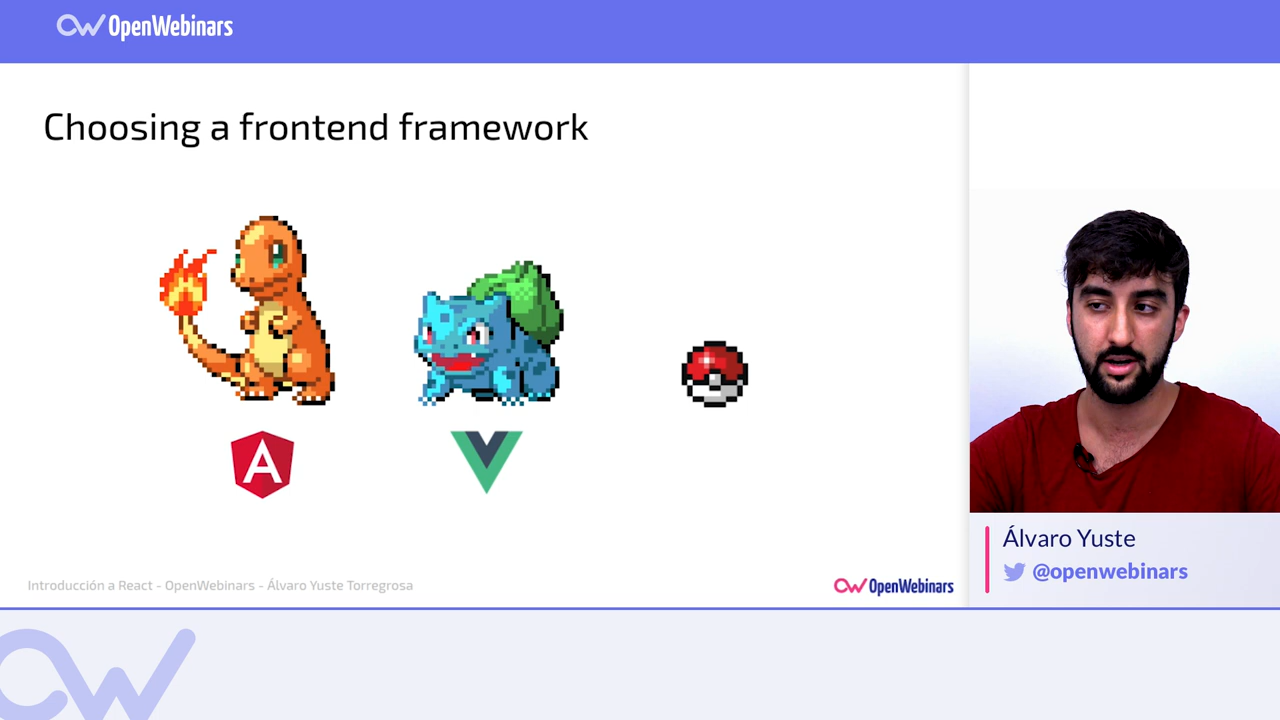 OpenWebinars
Choosing a frontend framework
A
Introducción a React - OpenWebinars - Álvaro Yuste Torregrosa
OpenWebinars
Álvaro Yuste
@openwebinars